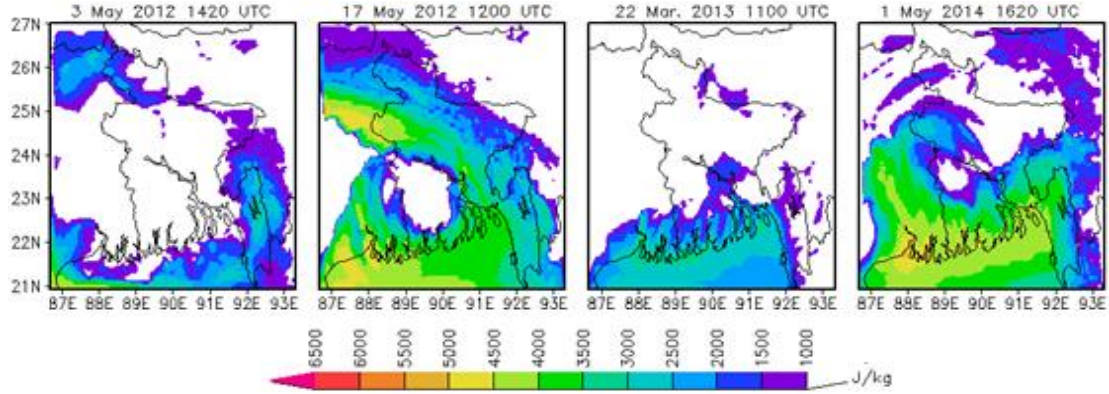 3 May 2012 1420 UTC
17 May 2012 1200 UTC
22 Mar. 2013 1100 UTC
1 May 2014 1620 UTC
27N
26N
25N
24N
23N
22N
21N
87E 88E 89E 90E 91E 92E 93E
87E 88E 89E 90E 91E 92E 93E
87E 88E 89E 90E 91E 92E 93E
87E 88E 89E 90E 91E 92E 93E
6500 6000 5500 5000 4500 4000 3500 3000 2500 2000 1500 1000
J/kg